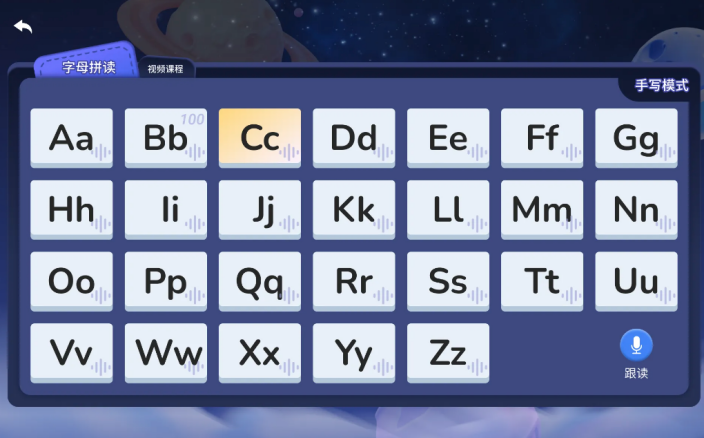 字母拼读 视频课程
手写模式
Aa Bb 100 Cc Dd Ee Ff Gg
Hh Ii Jj Kk Ll Mm Nn
Oo Pp Qq Rr Ss Tt Uu
Vv Ww Xx Yy Zz
跟读